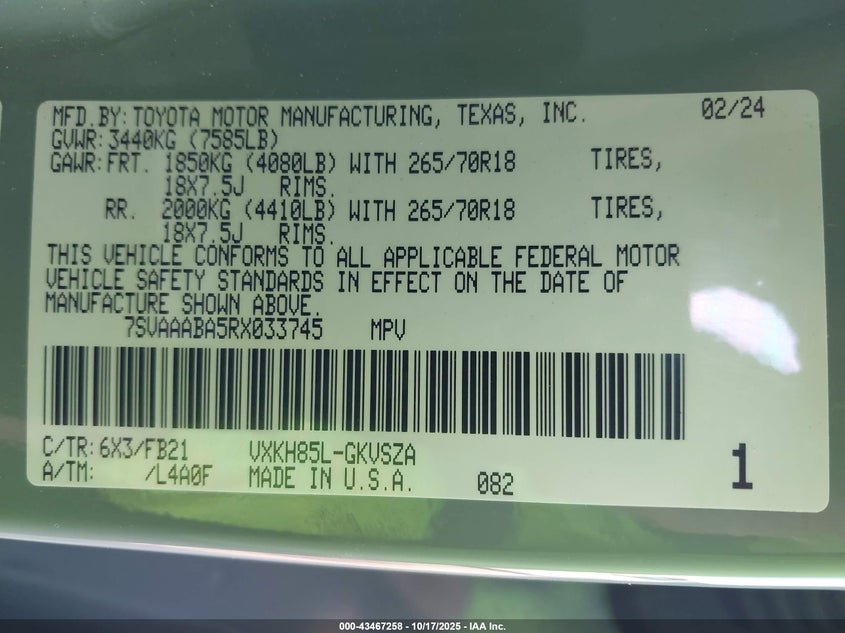 MFD.BY: TOYOTA MOTOR MANUFACTURING, TEXAS, INC. 02/24
GVWR: 3440KG (7585LB)
GAWR: FRT. 1850KG (4080LB) WITH 265/70R18 TIRES,
18X7.5J RIMS.
RR. 2000KG (4410LB) WITH 265/70R18 TIRES,
18X7.5J RIMS.
THIS VEHICLE CONFORMS TO ALL APPLICABLE FEDERAL MOTOR
VEHICLE SAFETY STANDARDS IN EFFECT ON THE DATE OF
MANUFACTURE SHOWN ABOVE.
7SVAAABA5RX033745 MPV
C/TR: 6X3/FB21 VXKH85L-GKVSZA
A/TM: /L4A0F MADE IN U.S.A. 082 1
000-43467258 - 10/17/2025 - IAA Inc.